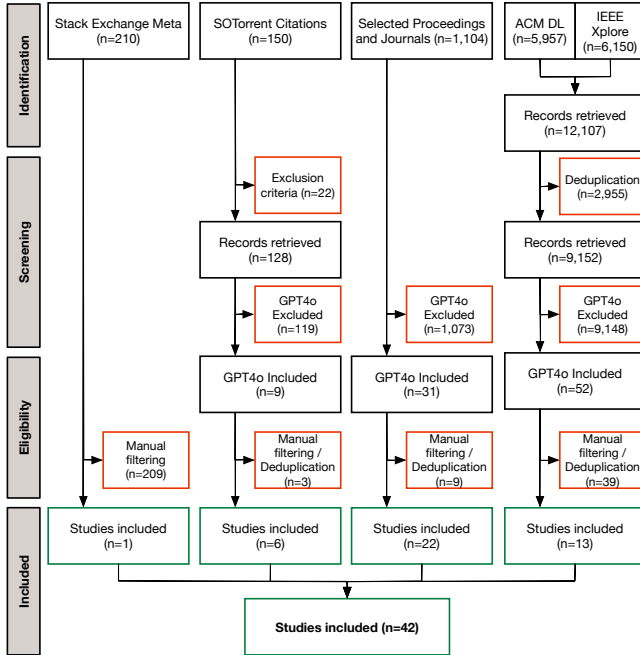 Identification
Stack Exchange Meta
(n=210)
SOTorrent Citations
(n=150)
Selected Proceedings
and Journals (n=1,104)
ACM DL
(n=5,957)
IEEE
Xplore
(n=6,150)
Records retrieved
(n=12,107)
Screening
Exclusion
criteria (n=22)
Deduplication
(n=2,955)
Records retrieved
(n=128)
Records retrieved
(n=9,152)
GPT4o
Excluded
(n=119)
GPT4o
Excluded
(n=1,073)
GPT4o
Excluded
(n=9,148)
Eligibility
GPT4o Included
(n=9)
GPT4o Included
(n=31)
GPT4o Included
(n=52)
Manual
filtering
(n=209)
Manual
filtering /
Deduplication
(n=3)
Manual
filtering /
Deduplication
(n=9)
Manual
filtering /
Deduplication
(n=39)
Included
Studies included
(n=1)
Studies included
(n=6)
Studies included
(n=22)
Studies included
(n=13)
Studies included (n=42)